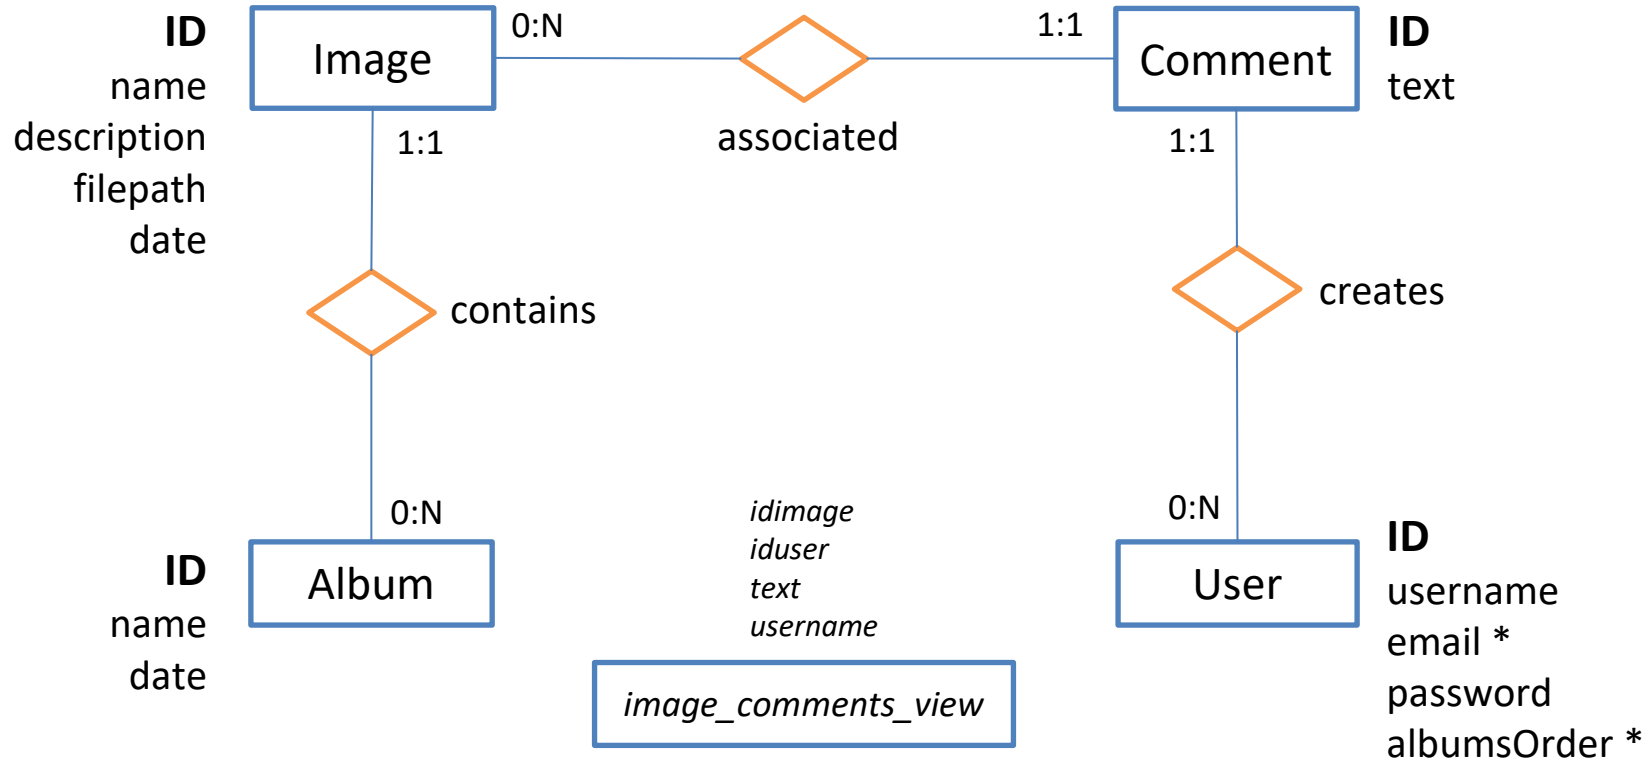 ID
name
description
filepath
date
Image
0:N
1:1
associated
1:1
Comment
1:1
ID
text
contains
creates
0:N
ID
name
date
Album
idimage
iduser
text
username
image_comments_view
0:N
User
ID
username
email *
password
albumsOrder *